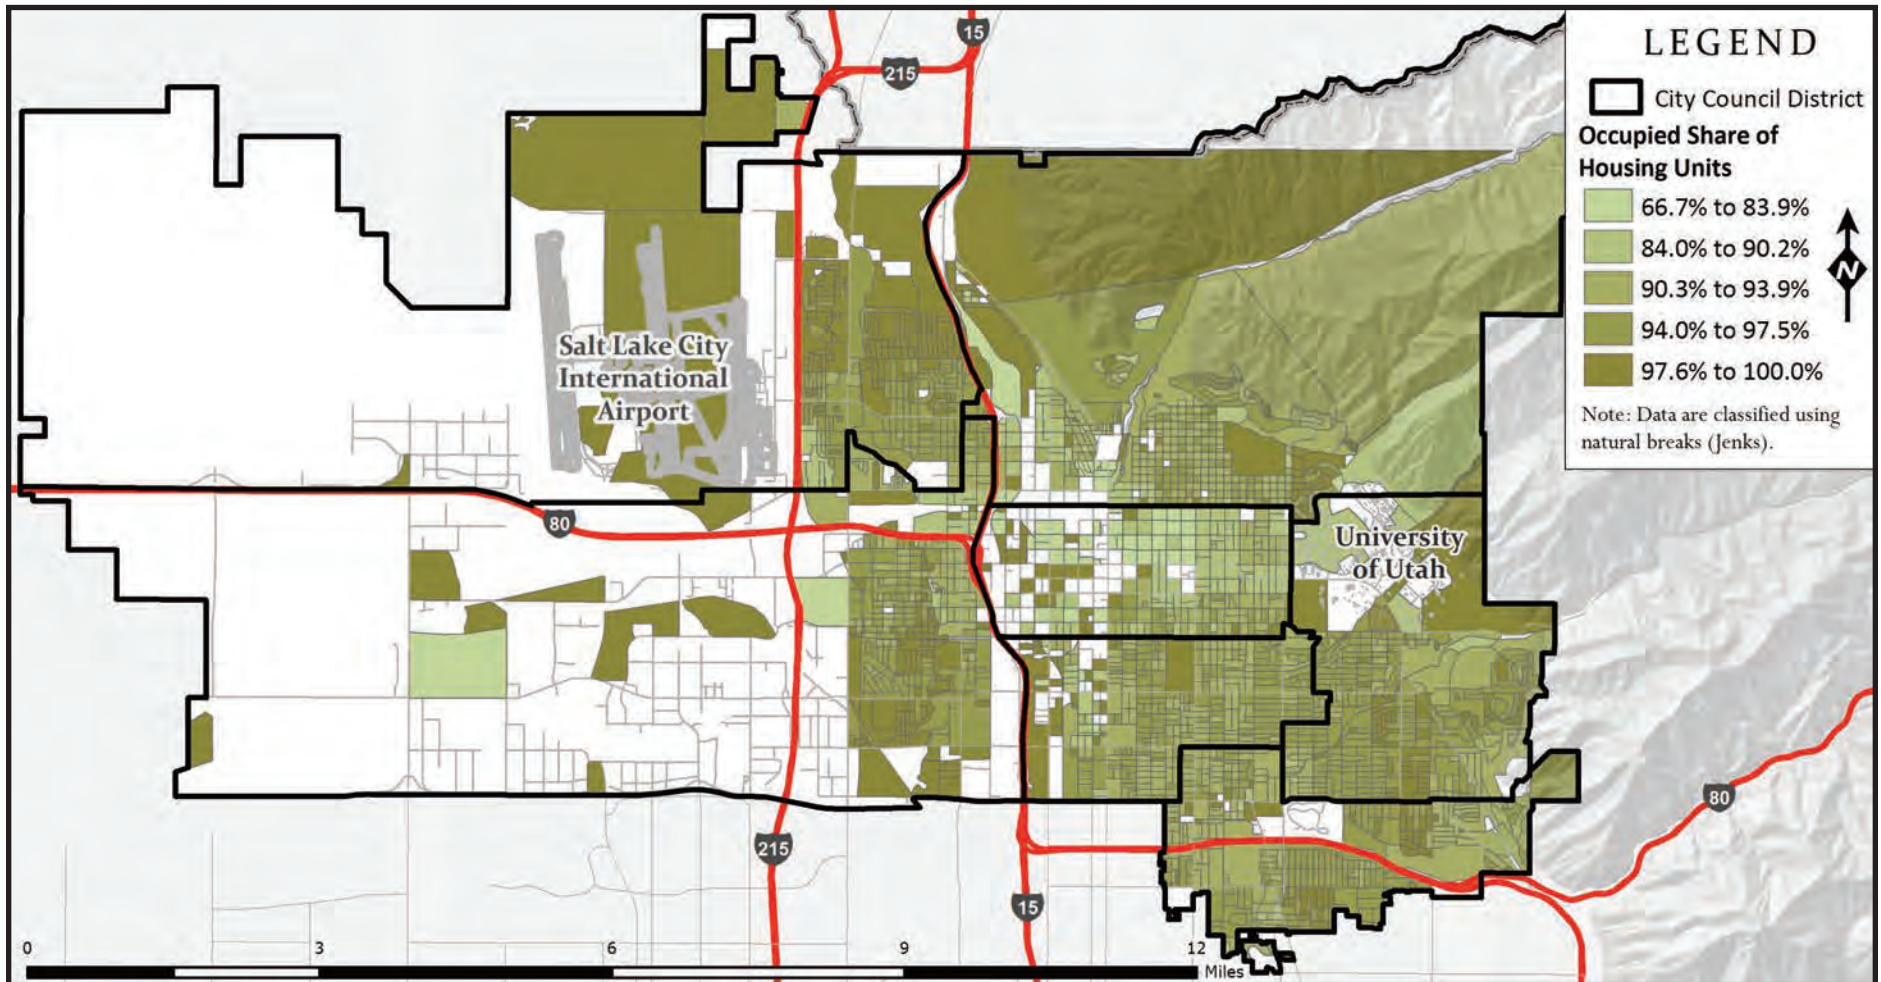 15
215
LEGEND
City Council District
Occupied Share of
Housing Units
66.7% to 83.9%
84.0% to 90.2%
90.3% to 93.9%
94.0% to 97.5%
97.6% to 100.0%
N
Note: Data are classified using
natural breaks (Jenks).
Salt Lake City
International
Airport
80
University
of Utah
80
215
15
0 3 6 9 12
Miles